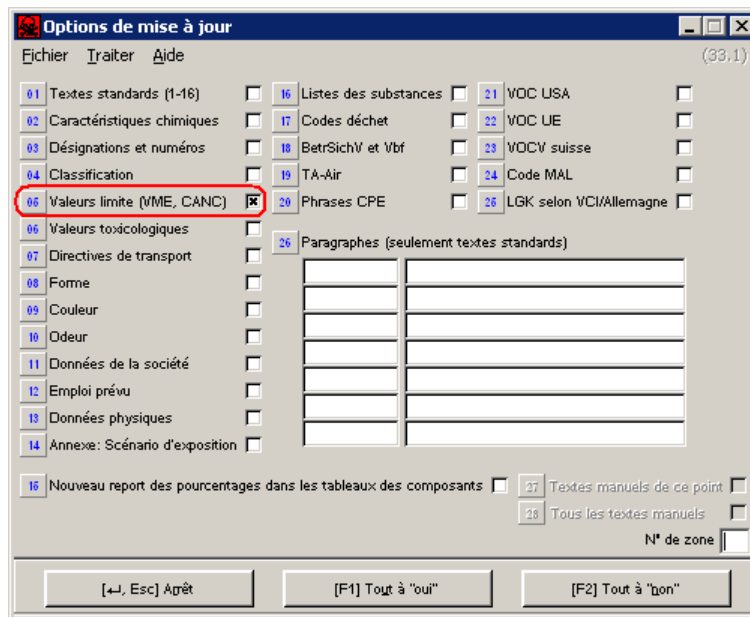 Options de mise à jour
Fichier Traiter Aide (33.1)
01 Textes standards (1-16)
02 Caractéristiques chimiques
03 Désignations et numéros
04 Classification
05 Valeurs limite (VME, CANC)
06 Valeurs toxicologiques
07 Directives de transport
08 Forme
09 Couleur
10 Odeur
11 Données de la société
12 Emploi prévu
13 Données physiques
14 Annexe: Scénario d'exposition
16 Listes des substances
17 Codes déchet
18 BetrSichV et Vbf
19 TA-Air
20 Phrases CPE
21 VOC USA
22 VOC UE
23 VOCV suisse
24 Code MAL
25 LGK selon VCI/Allemagne
26 Paragraphes (seulement textes standards)
15 Nouveau report des pourcentages dans les tableaux des composants
27 Textes manuels de ce point
28 Tous les textes manuels
N° de zone
[↵, Esc] Arrêt
[F1] Tout à "oui"
[F2] Tout à "non"